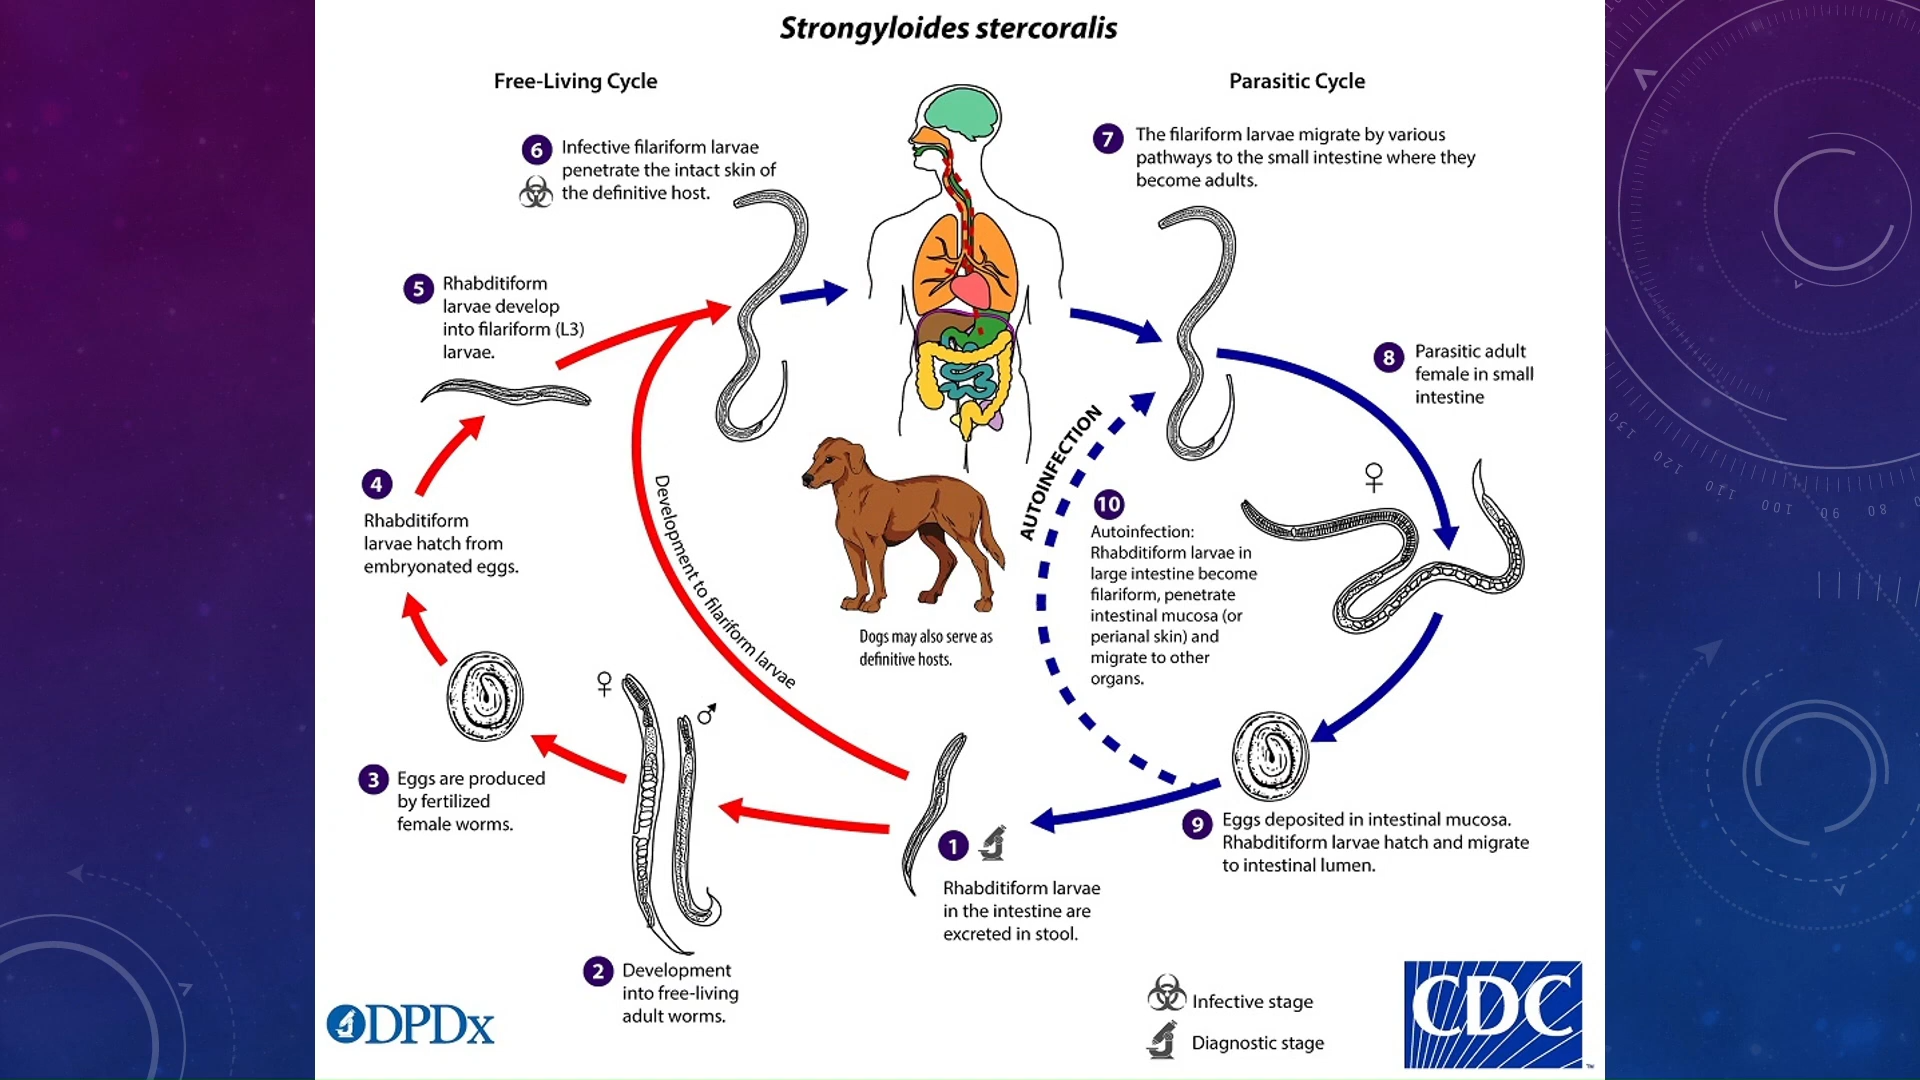 Strongyloides stercoralis
Free-Living Cycle
Parasitic Cycle
6
Infective filariform larvae
penetrate the intact skin of
the definitive host.
7
The filariform larvae migrate by various
pathways to the small intestine where they
become adults.
5
Rhabditiform
larvae develop
into filariform (L3)
larvae.
8
Parasitic adult
female in small
intestine
4
Rhabditiform
larvae hatch from
embryonated eggs.
Development to filariform larvae
AUTOINFECTION
10
Autoinfection:
Rhabditiform larvae in
large intestine become
filariform, penetrate
intestinal mucosa (or
perianal skin) and
migrate to other
organs.
Dogs may also serve as
definitive hosts.
♀
♀
♂
3
Eggs are produced
by fertilized
female worms.
9
Eggs deposited in intestinal mucosa.
Rhabditiform larvae hatch and migrate
to intestinal lumen.
1
Rhabditiform larvae
in the intestine are
excreted in stool.
2
Development
into free-living
adult worms.
Infective stage
Diagnostic stage
DPDx
CDC
TM
130
120
110
100
90
80